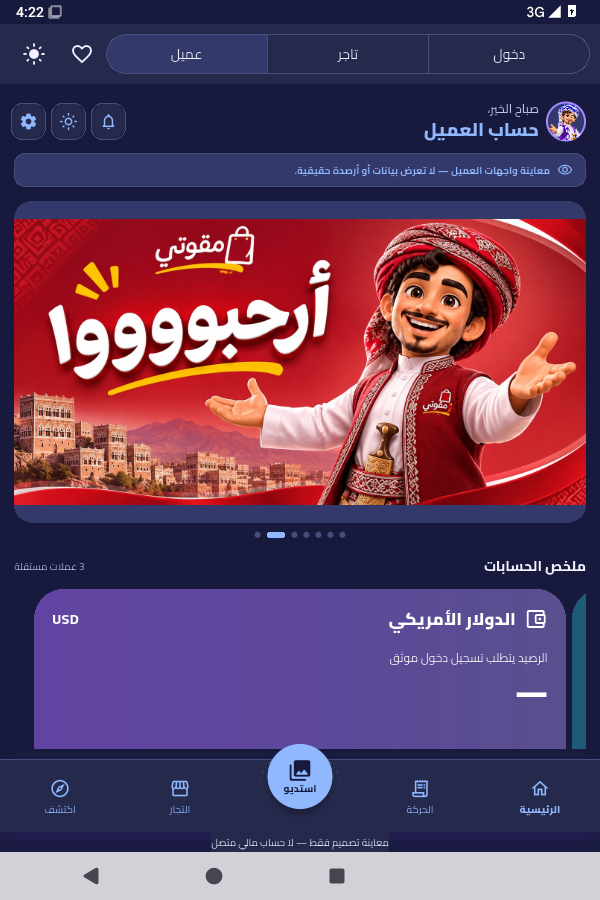 4:22
3G
دخول
تاجر
عميل
صباح الخير،
حساب العميل
معاينة واجهات العميل — لا تعرض بيانات أو أرصدة حقيقية.
مقوتي
أرحبوووووا
مقوتي
ملخص الحسابات
3 عملات مستقلة
الدولار الأمريكي
USD
الرصيد يتطلب تسجيل دخول موثق
—
الرئيسية
الحركة
استديو
التجار
اكتشف
معاينة تصميم فقط — لا حساب مالي متصل